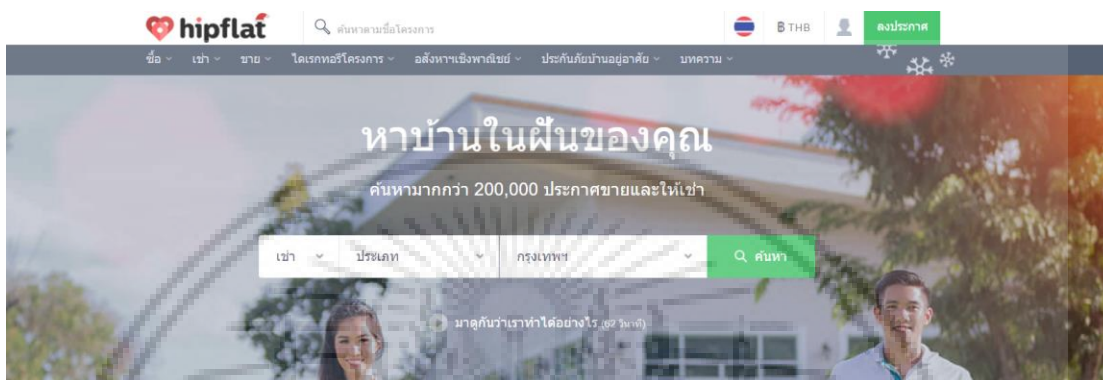 hipflat ค้นหาตามชื่อโครงการ ฿ THB ลงประกาศ
ซื้อ เช่า ขาย ไดเรกทอรีโครงการ อสังหาฯเชิงพาณิชย์ ประกันภัยบ้านอยู่อาศัย บทความ
หาบ้านในฝันของคุณ
ค้นหามากกว่า 200,000 ประกาศขายและให้เช่า
เช่า ประเภท กรุงเทพฯ ค้นหา
มาดูกันว่าเราทำได้อย่างไร (62 วินาที)